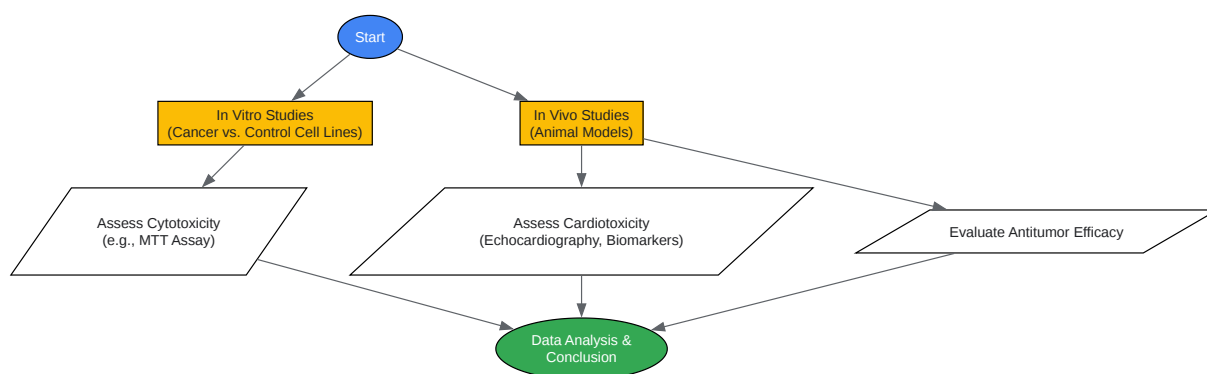 Start
In Vitro Studies
(Cancer vs. Control Cell Lines)
In Vivo Studies
(Animal Models)
Assess Cytotoxicity
(e.g., MTT Assay)
Assess Cardiotoxicity
(Echocardiography, Biomarkers)
Evaluate Antitumor Efficacy
Data Analysis &
Conclusion